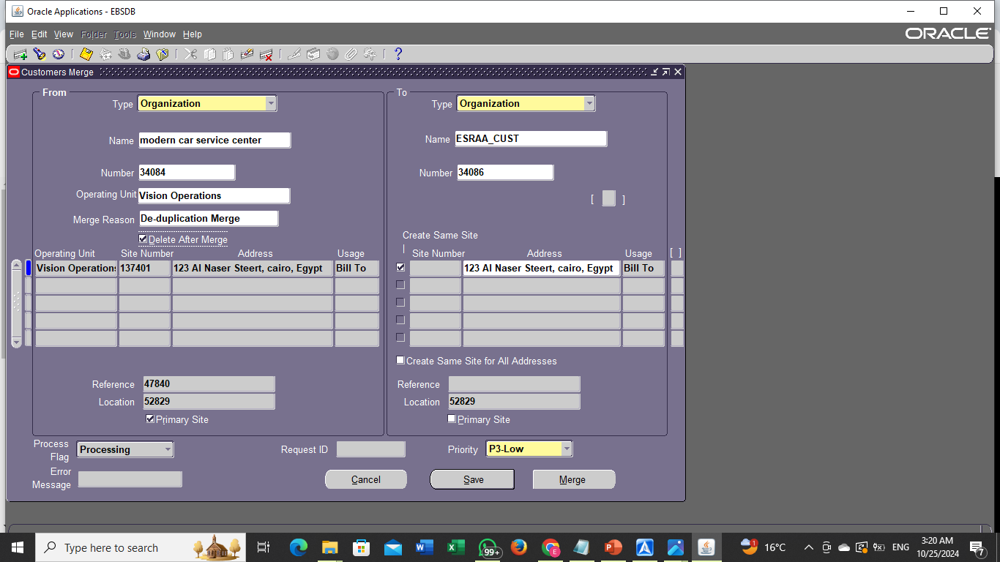 Oracle Applications - EBSDB
File Edit View Folder Tools Window Help
ORACLE
Customers Merge
From
Type Organization
Name modern car service center
Number 34084
Operating Unit Vision Operations
Merge Reason De-duplication Merge
Delete After Merge
To
Type Organization
Name ESRAA_CUST
Number 34086
[ ]
Create Same Site
Operating Unit Site Number Address Usage
Vision Operations 137401 123 Al Naser Steert, cairo, Egypt Bill To
Site Number Address Usage [ ]
123 Al Naser Steert, cairo, Egypt Bill To
Create Same Site for All Addresses
Reference 47840
Location 52829
Primary Site
Reference
Location 52829
Primary Site
Process Flag Processing
Request ID
Priority P3-Low
Error Message
Cancel Save Merge
Type here to search
99+
E
1
16°C
ENG
3:20 AM
10/25/2024
7